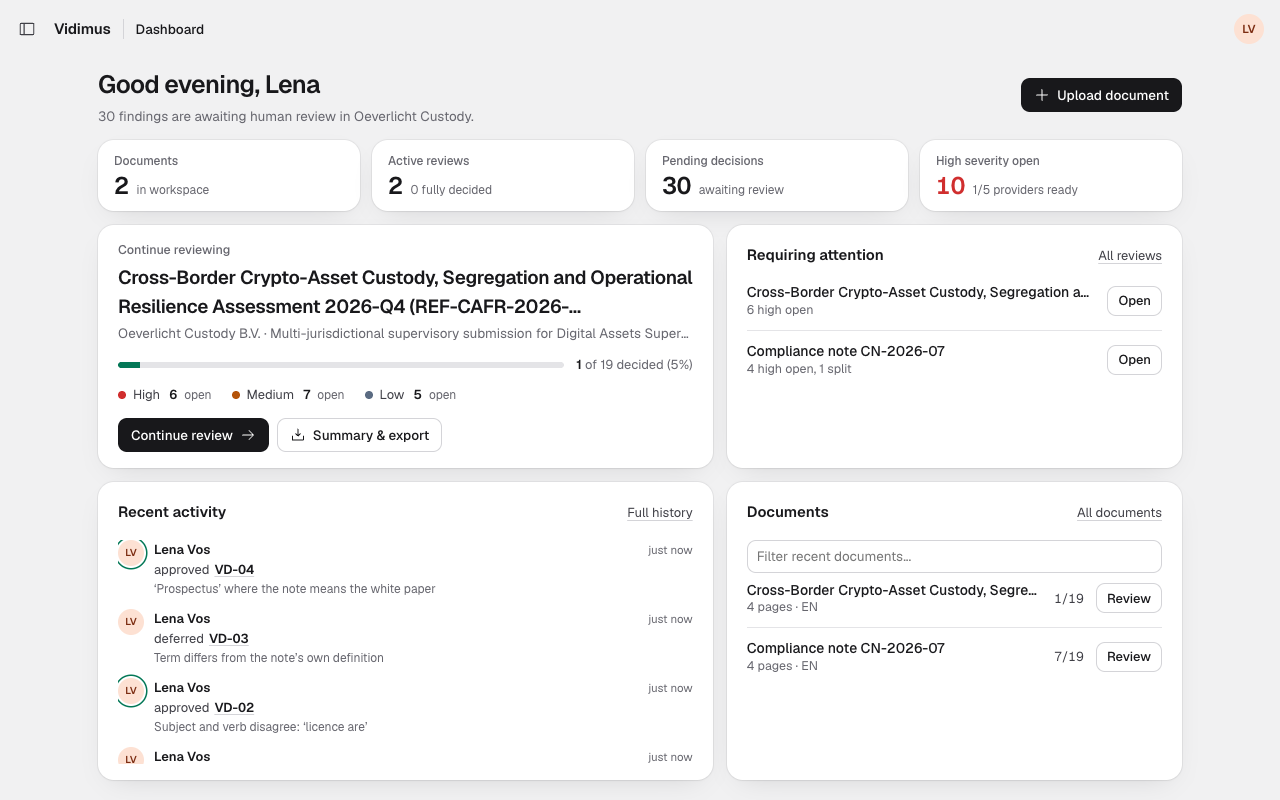 Vidimus
Dashboard
LV
Good evening, Lena
30 findings are awaiting human review in Oeverlicht Custody.
Upload document
Documents
2 in workspace
Active reviews
2 0 fully decided
Pending decisions
30 awaiting review
High severity open
10 1/5 providers ready
Continue reviewing
Cross-Border Crypto-Asset Custody, Segregation and Operational
Resilience Assessment 2026-Q4 (REF-CAFR-2026-…
Oeverlicht Custody B.V. · Multi-jurisdictional supervisory submission for Digital Assets Super…
1 of 19 decided (5%)
High 6 open Medium 7 open Low 5 open
Continue review
Summary & export
Requiring attention
All reviews
Cross-Border Crypto-Asset Custody, Segregation a…
6 high open
Open
Compliance note CN-2026-07
4 high open, 1 split
Open
Recent activity
Full history
LV
Lena Vos
just now
approved VD-04
‘Prospectus’ where the note means the white paper
LV
Lena Vos
just now
deferred VD-03
Term differs from the note’s own definition
LV
Lena Vos
just now
approved VD-02
Subject and verb disagree: ‘licence are’
LV
Lena Vos
just now
Documents
All documents
Filter recent documents…
Cross-Border Crypto-Asset Custody, Segre…
4 pages · EN
1/19
Review
Compliance note CN-2026-07
4 pages · EN
7/19
Review